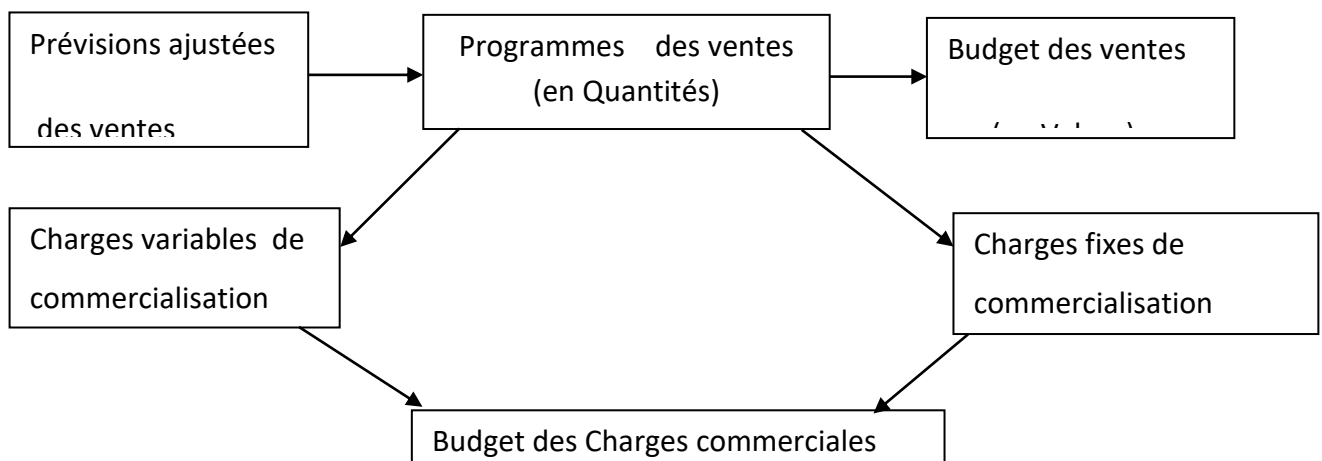 Prévisions ajustées
des ventes
Programmes des ventes
(en Quantités)
Budget des ventes
Charges variables de
commercialisation
Charges fixes de
commercialisation
Budget des Charges commerciales